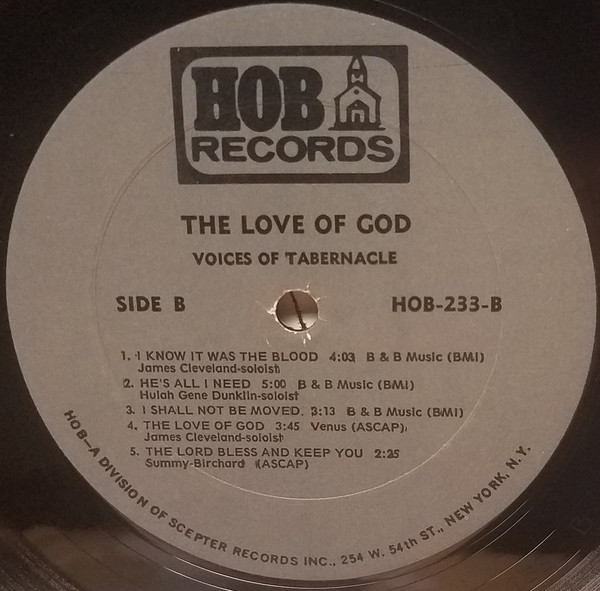 HOB
RECORDS
THE LOVE OF GOD
VOICES OF TABERNACLE
SIDE B
HOB-233-B
1. I KNOW IT WAS THE BLOOD 4:03 B & B Music (BMI)
James Cleveland-soloist
2. HE'S ALL I NEED 5:00 B & B Music (BMI)
Hulah Gene Dunklin-soloist
3. I SHALL NOT BE MOVED. 3:13 B & B Music (BMI)
4. THE LOVE OF GOD 3:45 Venus (ASCAP)
James Cleveland-soloist
5. THE LORD BLESS AND KEEP YOU 2:25
Summy-Birchard (ASCAP)
HOB—A DIVISION OF SCEPTER RECORDS INC., 254 W. 54th ST., NEW YORK, N.Y.